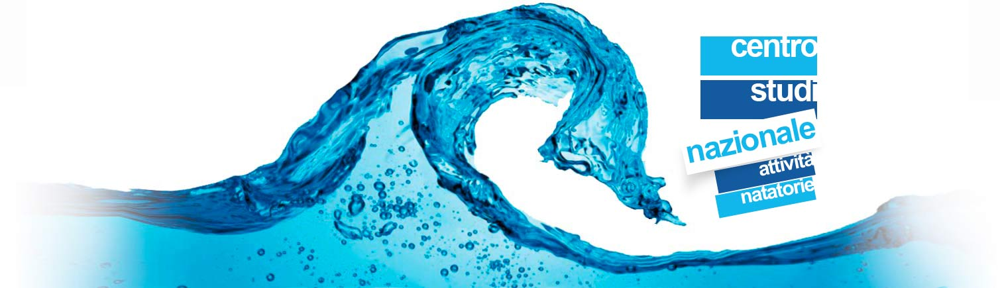 centro
studi
nazionale
attività
natatorie